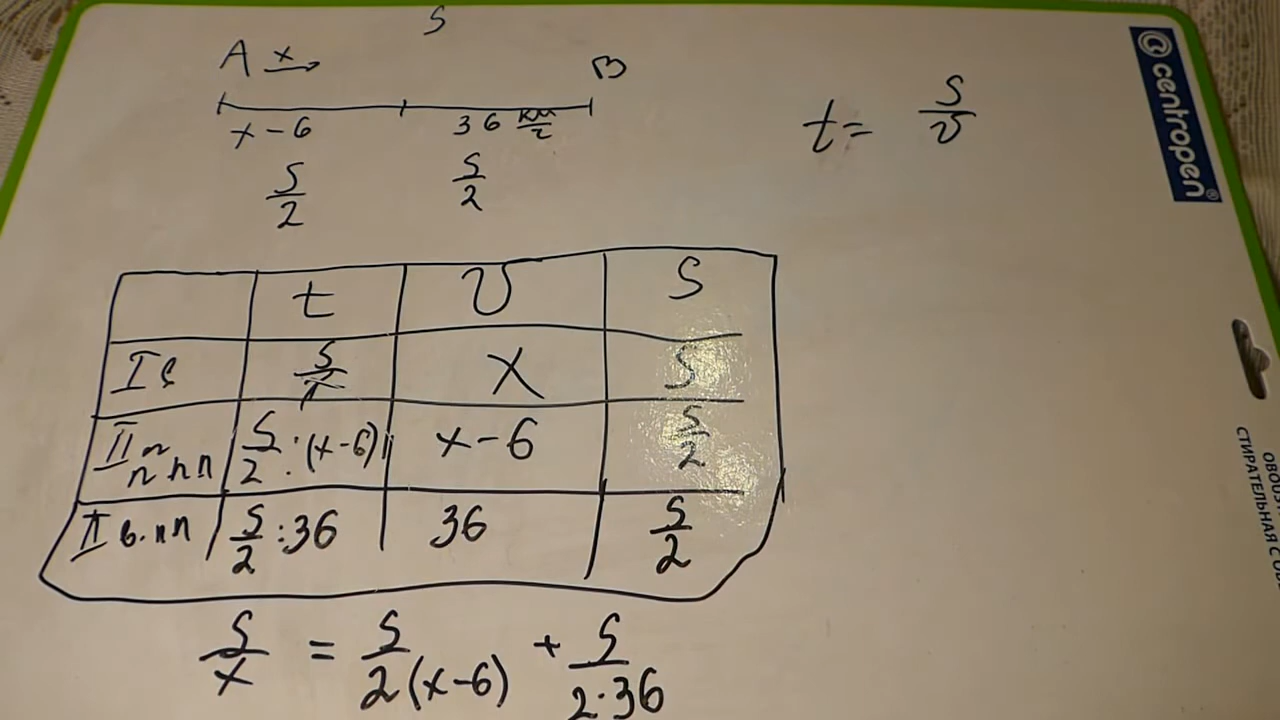 S
A x→ B
x-6 36 км/ч
S/2 S/2
t = S/v
centropen®
t v S
I S/x x S
II п п п S/2:(x-6) x-6 S/2
II в.пп S/2:36 36 S/2
S/x = S/2(x-6) + S/2·36
СТИРАТЕЛЬНАЯ С